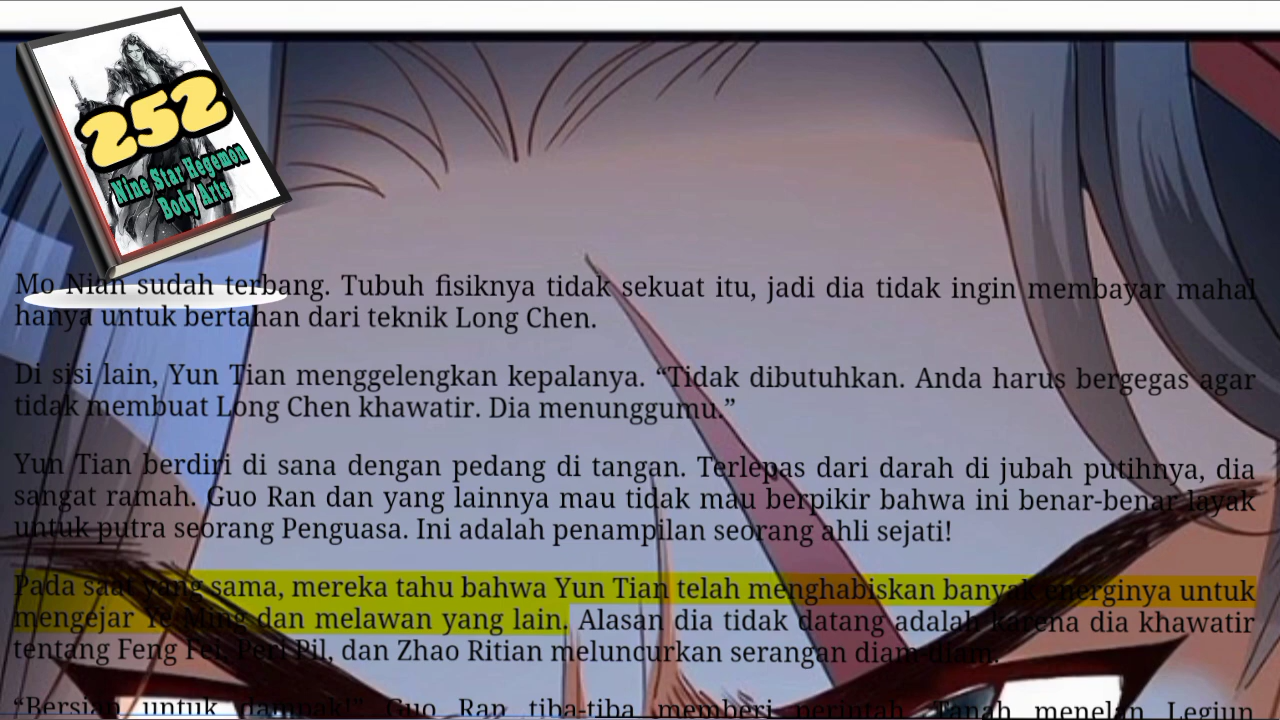 252
Nine Star Hegemon
Body Arts
Mo Nian sudah terbang. Tubuh fisiknya tidak sekuat itu, jadi dia tidak ingin membayar mahal
hanya untuk bertahan dari teknik Long Chen.
Di sisi lain, Yun Tian menggelengkan kepalanya. “Tidak dibutuhkan. Anda harus bergegas agar
tidak membuat Long Chen khawatir. Dia menunggumu.”
Yun Tian berdiri di sana dengan pedang di tangan. Terlepas dari darah di jubah putihnya, dia
sangat ramah. Guo Ran dan yang lainnya mau tidak mau berpikir bahwa ini benar-benar layak
untuk putra seorang Penguasa. Ini adalah penampilan seorang ahli sejati!
Pada saat yang sama, mereka tahu bahwa Yun Tian telah menghabiskan banyak energinya untuk
mengejar Ye Ming dan melawan yang lain. Alasan dia tidak datang adalah karena dia khawatir
tentang Feng Fei, Peri Pil, dan Zhao Ritian meluncurkan serangan diam-diam.
“Bersiap untuk dampak!” Guo Ran tiba-tiba memberi perintah. Tanah menelan Legiun